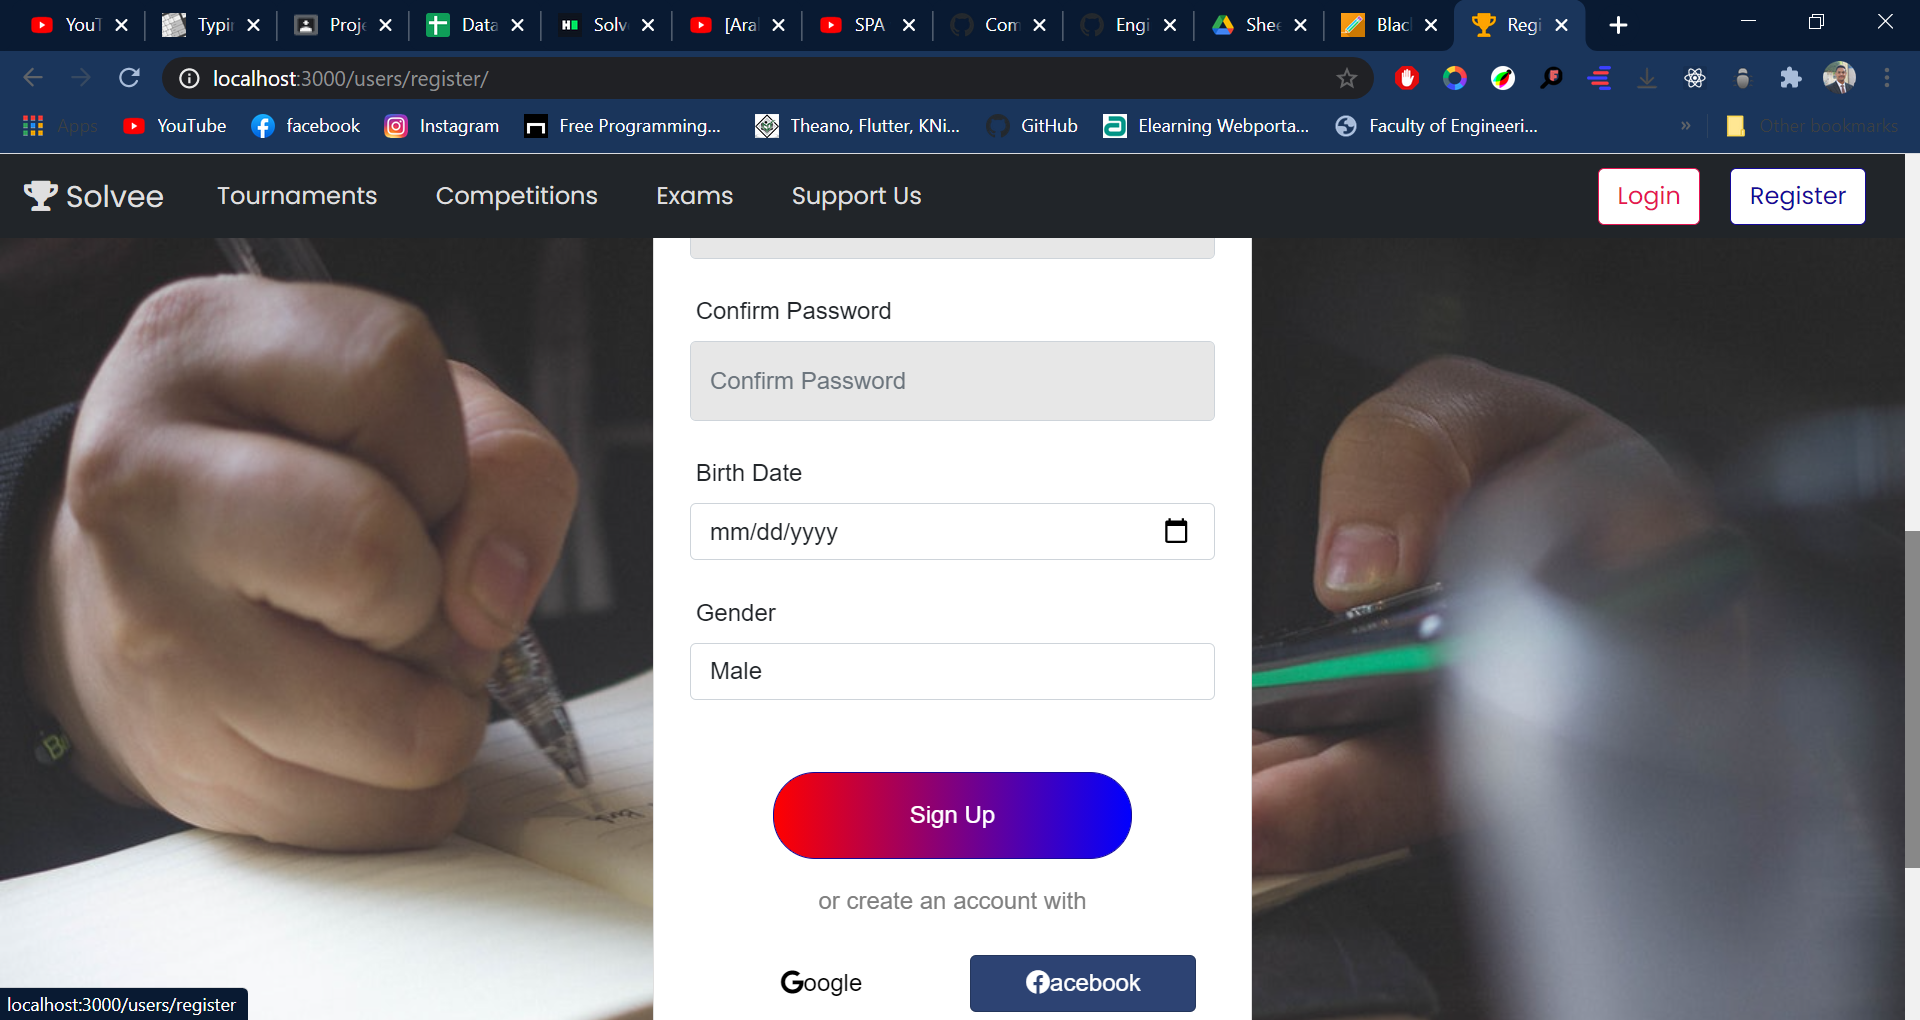 YouT
Typin
Proje
Data
Solv
[Ara
SPA
Com
Engi
Shee
Blac
Regi
localhost:3000/users/register/
Apps
YouTube
facebook
Instagram
Free Programming...
Theano, Flutter, KNi...
GitHub
Elearning Webporta...
Faculty of Engineeri...
»
Other bookmarks
Solvee
Tournaments
Competitions
Exams
Support Us
Login
Register
Confirm Password
Confirm Password
Birth Date
mm/dd/yyyy
Gender
Male
Sign Up
or create an account with
Google
facebook
localhost:3000/users/register